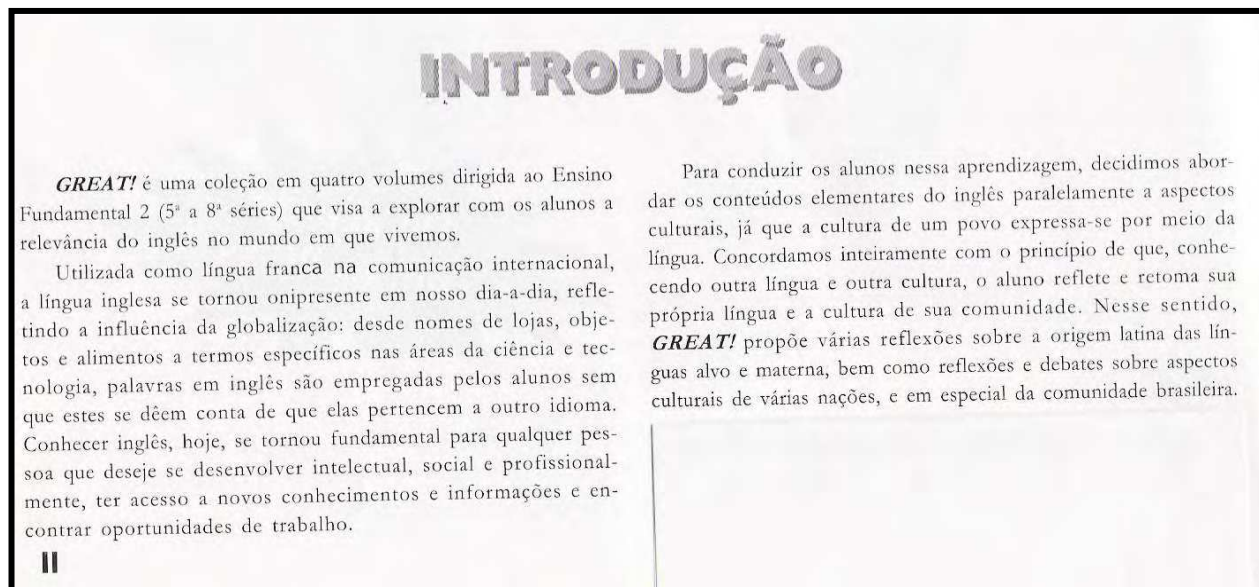 INTRODUÇÃO
GREAT! é uma coleção em quatro volumes dirigida ao Ensino
Fundamental 2 (5ª a 8ª séries) que visa a explorar com os alunos a
relevância do inglês no mundo em que vivemos.
Utilizada como língua franca na comunicação internacional,
a língua inglesa se tornou onipresente em nosso dia-a-dia, refle-
tindo a influência da globalização: desde nomes de lojas, obje-
tos e alimentos a termos específicos nas áreas da ciência e tec-
nologia, palavras em inglês são empregadas pelos alunos sem
que estes se dêem conta de que elas pertencem a outro idioma.
Conhecer inglês, hoje, se tornou fundamental para qualquer pes-
soa que deseje se desenvolver intelectual, social e profissional-
mente, ter acesso a novos conhecimentos e informações e en-
contrar oportunidades de trabalho.
II
Para conduzir os alunos nessa aprendizagem, decidimos abor-
dar os conteúdos elementares do inglês paralelamente a aspectos
culturais, já que a cultura de um povo expressa-se por meio da
língua. Concordamos inteiramente com o princípio de que, conhe-
cendo outra língua e outra cultura, o aluno reflete e retoma sua
própria língua e a cultura de sua comunidade. Nesse sentido,
GREAT! propõe várias reflexões sobre a origem latina das lín-
guas alvo e materna, bem como reflexões e debates sobre aspectos
culturais de várias nações, e em especial da comunidade brasileira.